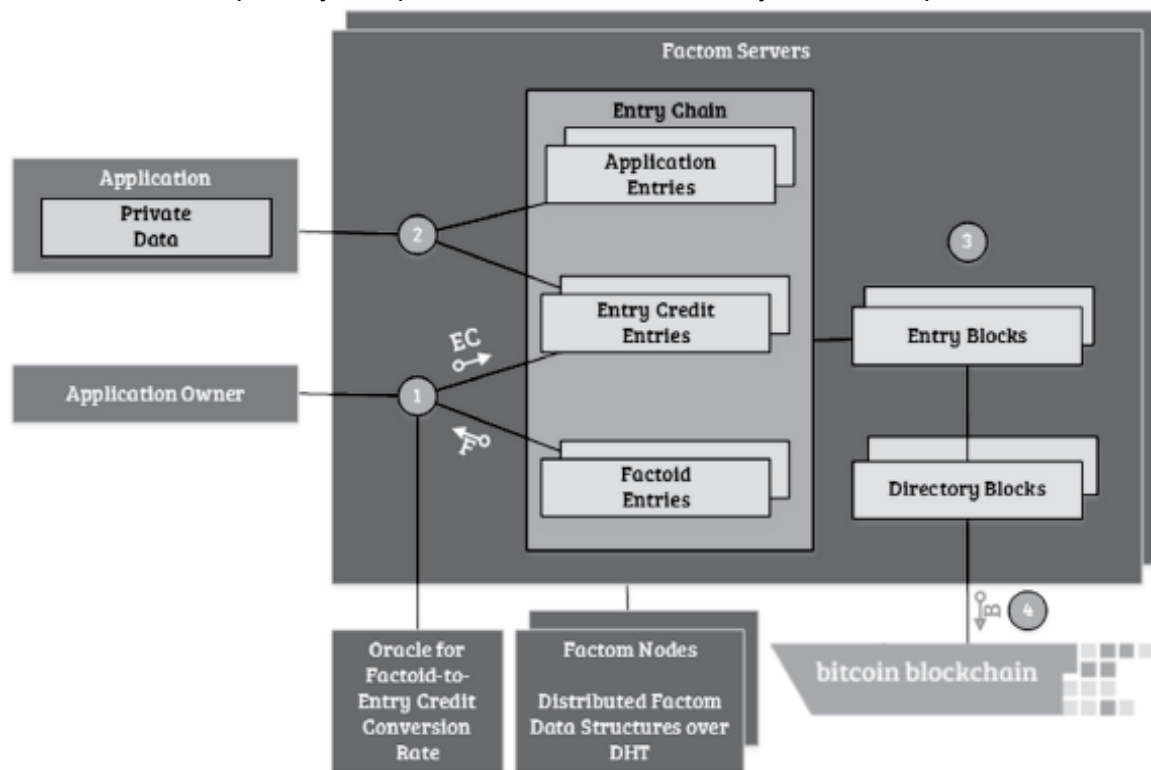 Factom Servers
Entry Chain
Application
Entries
Application
Private
Data
2
3
Entry Credit
Entries
Entry Blocks
EC
Application Owner
1
F
Factoid
Entries
Directory Blocks
B
4
Oracle for
Factoid-to-
Entry Credit
Conversion
Rate
Factom Nodes
Distributed Factom
Data Structures over
DHT
bitcoin blockchain